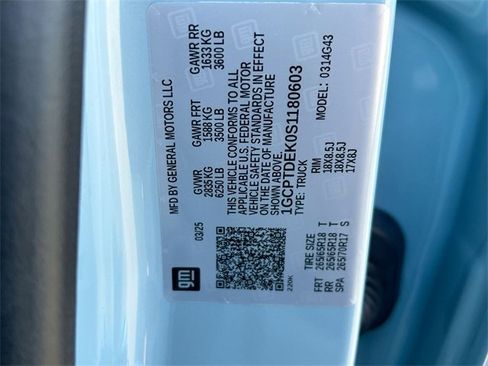 MFD BY GENERAL MOTORS LLC
03/25
GVWR
2835 KG
6250 LB
GAWR FRT
1588 KG
3500 LB
GAWR RR
1633 KG
3600 LB
THIS VEHICLE CONFORMS TO ALL
APPLICABLE U.S. FEDERAL MOTOR
VEHICLE SAFETY STANDARDS IN EFFECT
ON THE DATE OF MANUFACTURE
SHOWN ABOVE.
1GCPTDEK0S1180603
TYPE: TRUCK
MODEL: 0314G43
gm
220K
TIRE SIZE
RIM
FRT 265/65R18 T 18X8.5J
RR 265/65R18 T 18X8.5J
SPA 265/70R17 S 17X8J